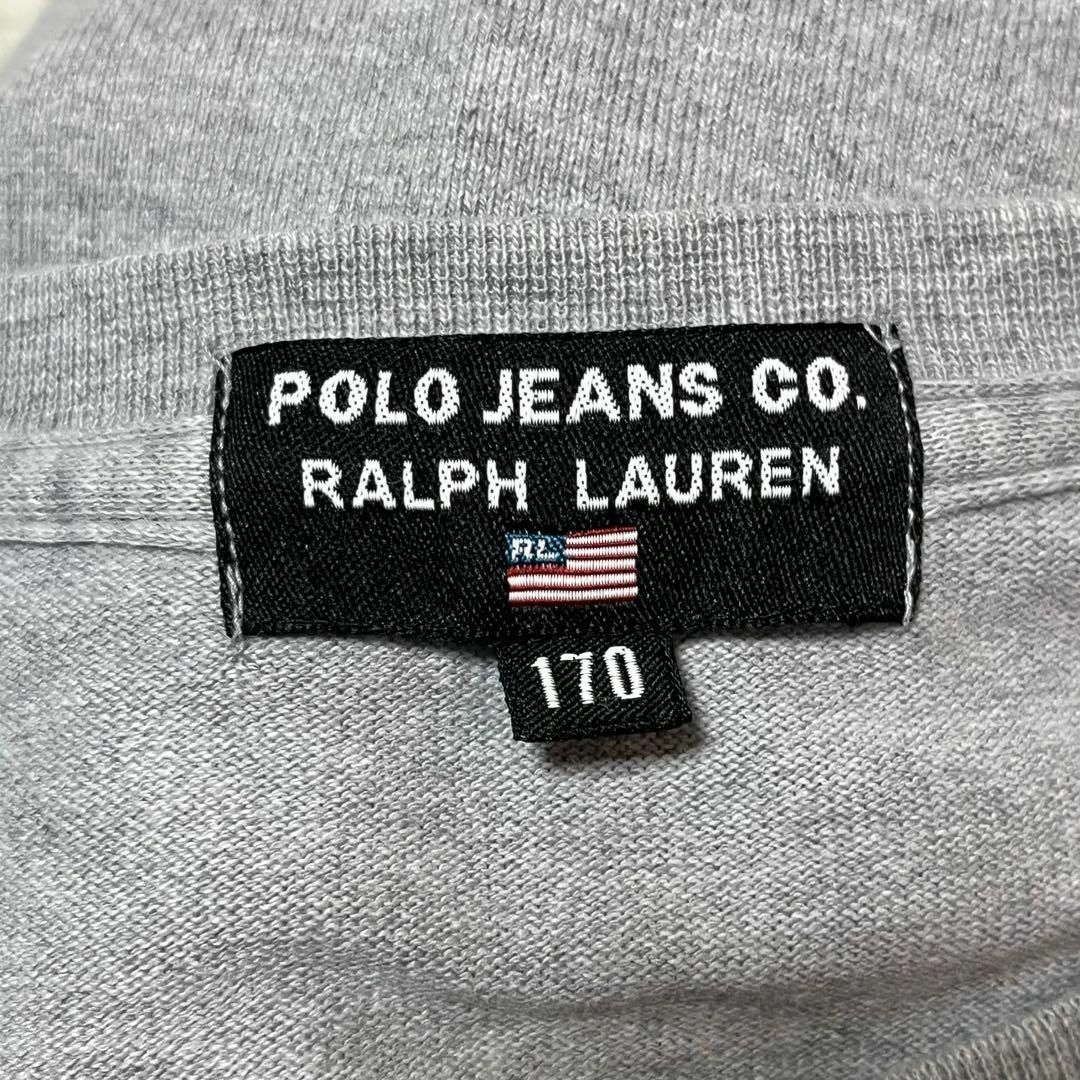 POLO JEANS CO.
RALPH LAUREN
RL
170